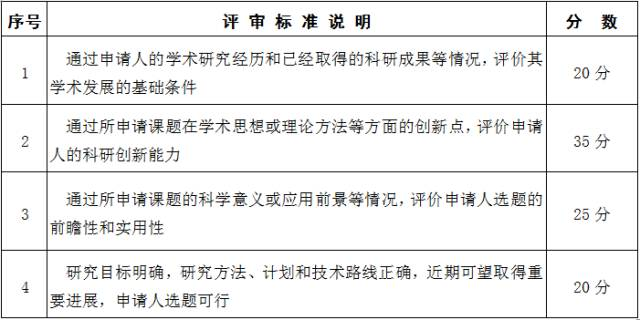 序号 评审标准说明 分数
1 通过申请人的学术研究经历和已经取得的科研成果等情况，评价其 20分
学术发展的基础条件
2 通过所申请课题在学术思想或理论方法等方面的创新点，评价申请 35分
人的科研创新能力
3 通过所申请课题的科学意义或应用前景等情况，评价申请人选题的 25分
前瞻性和实用性
4 研究目标明确，研究方法、计划和技术路线正确，近期可望取得重 20分
要进展，申请人选题可行